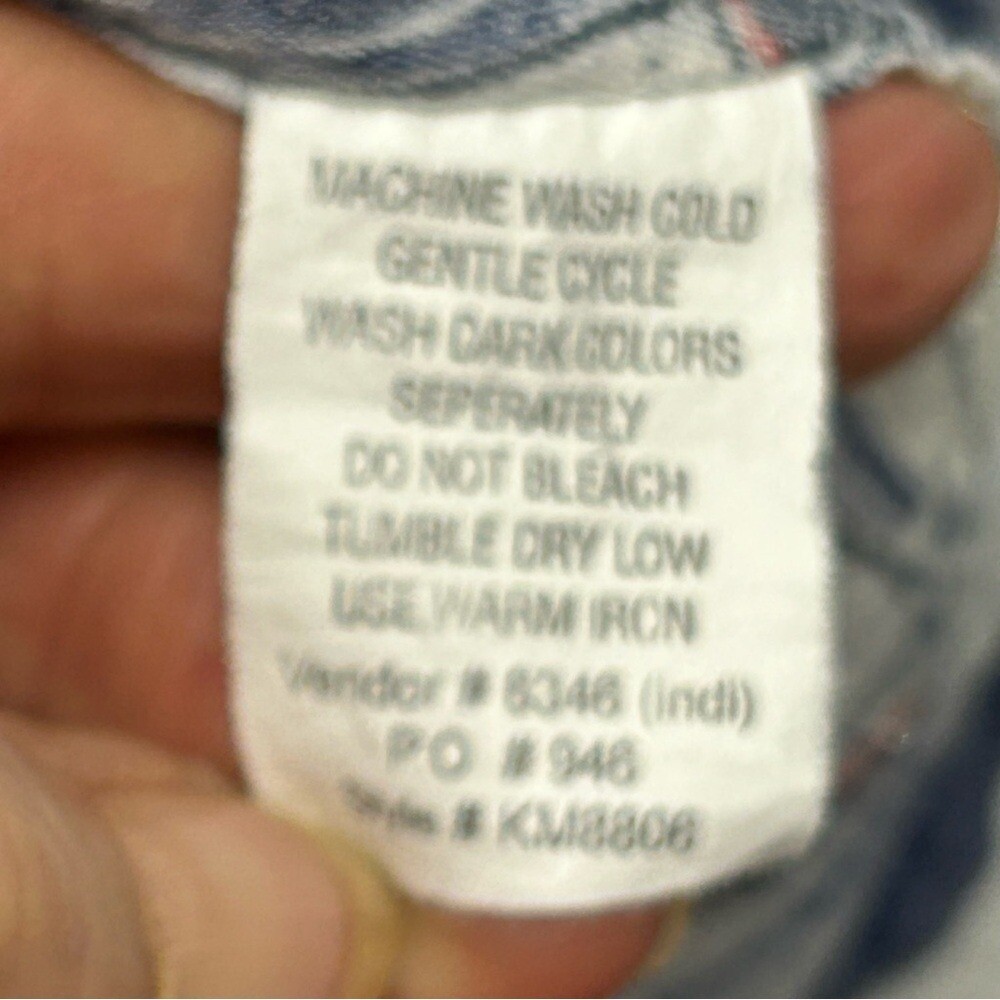 MACHINE WASH COLD
GENTLE CYCLE
WASH DARK COLORS
SEPERATELY
DO NOT BLEACH
TUMBLE DRY LOW
USE WARM IRON
Vendor # 6346 (indi)
PO # 946
Style # KM8806